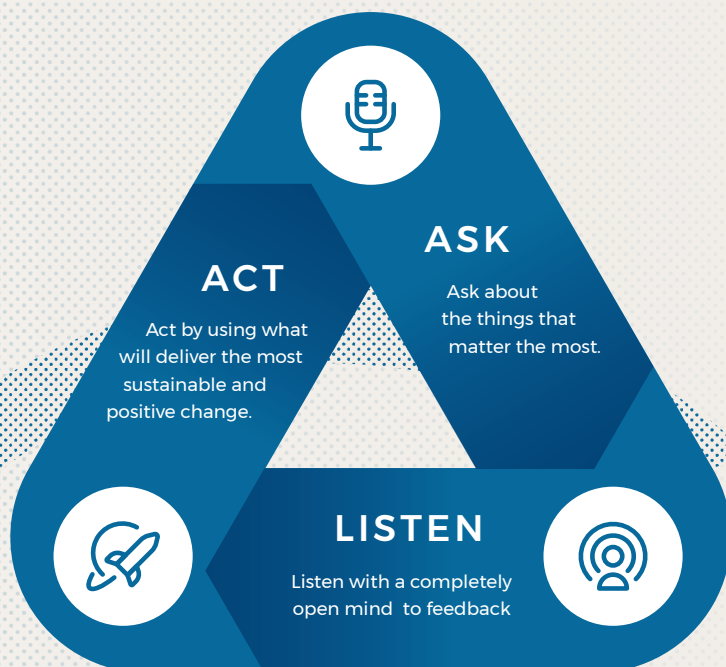 ASK
Ask about
the things that
matter the most.
LISTEN
Listen with a completely
open mind to feedback
ACT
Act by using what
will deliver the most
sustainable and
positive change.